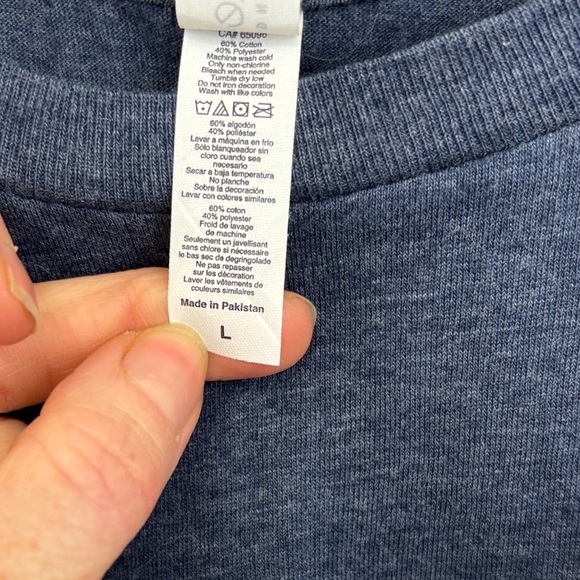 CA# 65096
60% Cotton
40% Polyester
Machine wash cold
Only non-chlorine
Bleach when needed
Tumble dry low
Do not iron decoration
Wash with like colors
60% algodón
40% poliéster
Lavar a máquina en frío
Sólo blanqueador sin
cloro cuando sea
necesario
Secar a baja temperatura
No planche
Sobre la decoración
Lavar con colores similares
60% coton
40% polyester
Froid de lavage
de machine
Seulement un javellisant
sans chlore si nécessaire
le bas sec de degringolade
Ne pas repasser
sur les décoration
Laver les vêtements de
couleurs similaires
Made in Pakistan
L